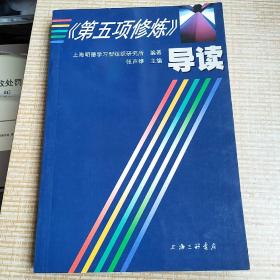 《第五项修炼》
上海明德学习型组织研究所 编著
张声雄 主编
导读
上海三联书店